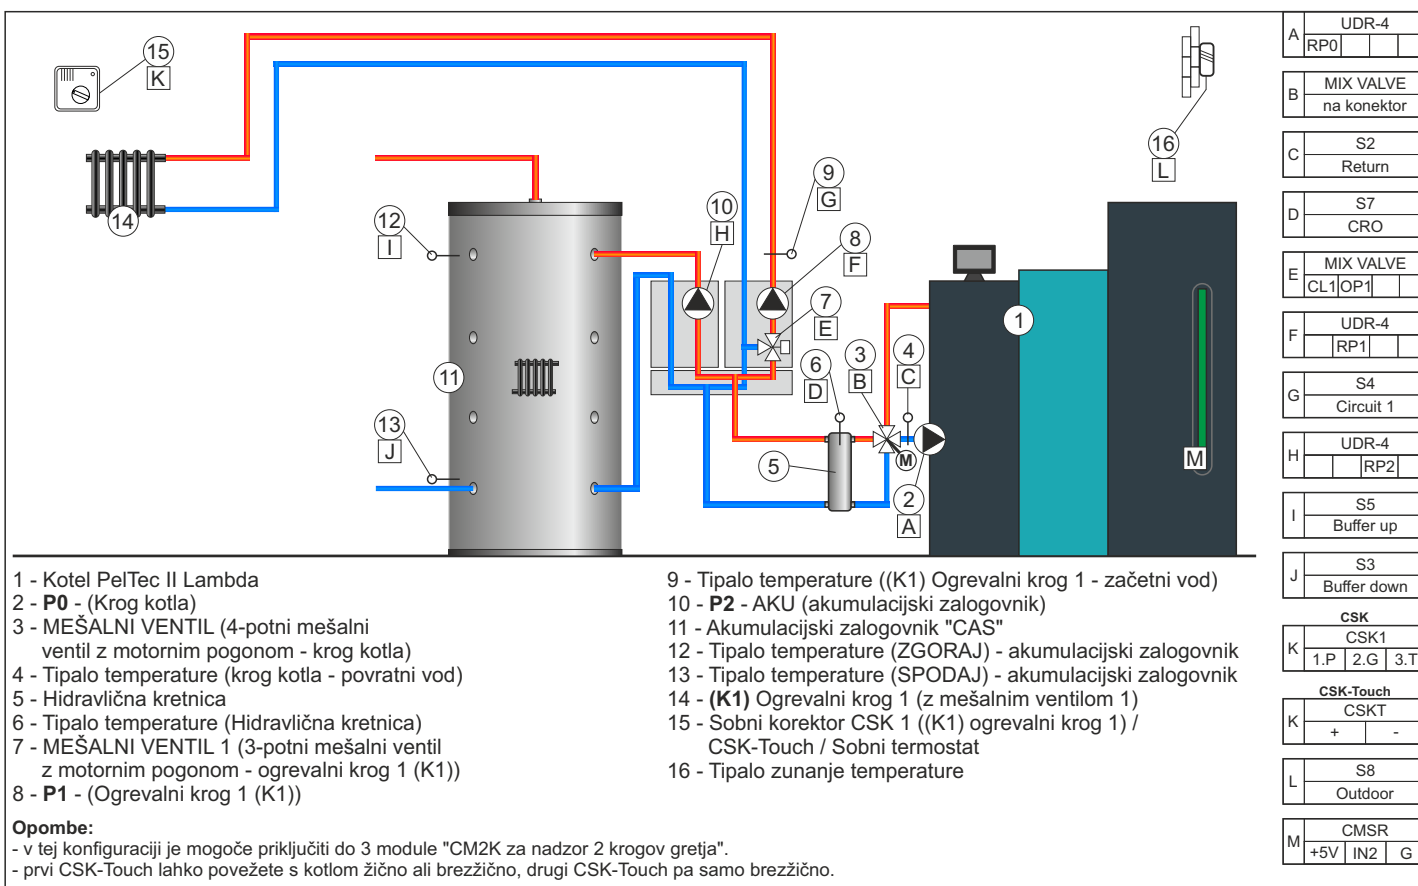 15
K
14
12
I
13
J
11
10
H
9
G
8
F
7
E
6
D
5
3
B
4
C
M
2
A
1
16
L
M
1 - Kotel PelTec II Lambda
2 - P0 - (Krog kotla)
3 - MEŠALNI VENTIL (4-potni mešalni
ventil z motornim pogonom - krog kotla)
4 - Tipalo temperature (krog kotla - povratni vod)
5 - Hidravlična kretnica
6 - Tipalo temperature (Hidravlična kretnica)
7 - MEŠALNI VENTIL 1 (3-potni mešalni ventil
z motornim pogonom - ogrevalni krog 1 (K1))
8 - P1 - (Ogrevalni krog 1 (K1))
9 - Tipalo temperature ((K1) Ogrevalni krog 1 - začetni vod)
10 - P2 - AKU (akumulacijski zalogovnik)
11 - Akumulacijski zalogovnik "CAS"
12 - Tipalo temperature (ZGORAJ) - akumulacijski zalogovnik
13 - Tipalo temperature (SPODAJ) - akumulacijski zalogovnik
14 - (K1) Ogrevalni krog 1 (z mešalnim ventilom 1)
15 - Sobni korektor CSK 1 ((K1) ogrevalni krog 1) /
CSK-Touch / Sobni termostat
16 - Tipalo zunanje temperature
Opombe:
- v tej konfiguraciji je mogoče priključiti do 3 module "CM2K za nadzor 2 krogov gretja".
- prvi CSK-Touch lahko povežete s kotlom žično ali brezžično, drugi CSK-Touch pa samo brezžično.
A
UDR-4
RP0
B
MIX VALVE
na konektor
C
S2
Return
D
S7
CRO
E
MIX VALVE
CL1 OP1
F
UDR-4
RP1
G
S4
Circuit 1
H
UDR-4
RP2
I
S5
Buffer up
J
S3
Buffer down
CSK
K
CSK1
1.P 2.G 3.T
CSK-Touch
K
CSKT
+ -
L
S8
Outdoor
M
CMSR
+5V IN2 G